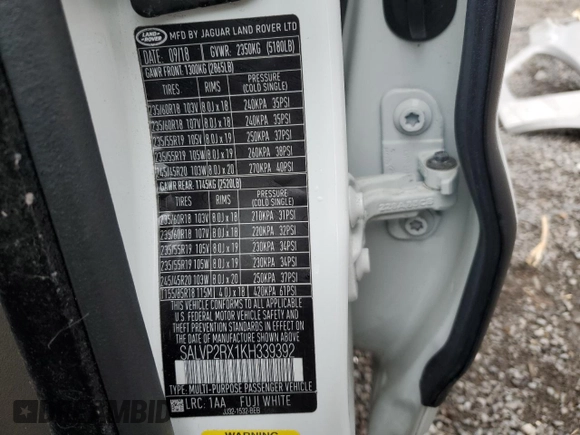 LAND ROVER
MFD BY JAGUAR LAND ROVER LTD
DATE: 09/18 GVWR: 2350KG (5180LB)
GAWR FRONT: 1300KG (2865LB)
TIRES RIMS PRESSURE (COLD SINGLE)
235/60R18 103V 8.0J x 18 240KPA 35PSI
235/60R18 107V 8.0J x 18 240KPA 35PSI
235/55R19 105V 8.0J x 19 250KPA 37PSI
235/55R19 105W 8.0J x 19 260KPA 38PSI
245/45R20 103W 8.0J x 20 270KPA 40PSI
GAWR REAR: 1145KG (2520LB)
TIRES RIMS PRESSURE (COLD SINGLE)
235/60R18 103V 8.0J x 18 210KPA 31PSI
235/60R18 107V 8.0J x 18 220KPA 32PSI
235/55R19 105V 8.0J x 19 230KPA 34PSI
235/55R19 105W 8.0J x 19 230KPA 34PSI
245/45R20 103W 8.0J x 20 250KPA 37PSI
T155/85R18 115M 4.0J x 18 420KPA 61PSI
THIS VEHICLE CONFORMS TO ALL APPLICABLE
U.S. FEDERAL MOTOR VEHICLE SAFETY STANDARDS
IN EFFECT ON THE DATE OF MANUFACTURE SHOWN ABOVE
SALVP2RX1KH339392
TYPE: MULTI-PURPOSE PASSENGER VEHICLE
LRC: 1AA FUJI WHITE
JJ32-1532-BEB
DREAMBID